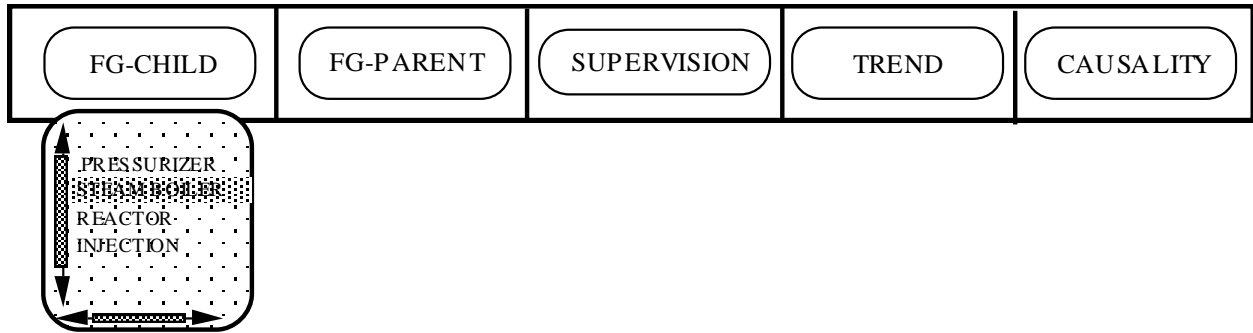 FG-CHILD
FG-PARENT
SUPERVISION
TREND
CAUSALITY
PRESSURIZER
STEAM BOILER
REACTOR
INJECTION